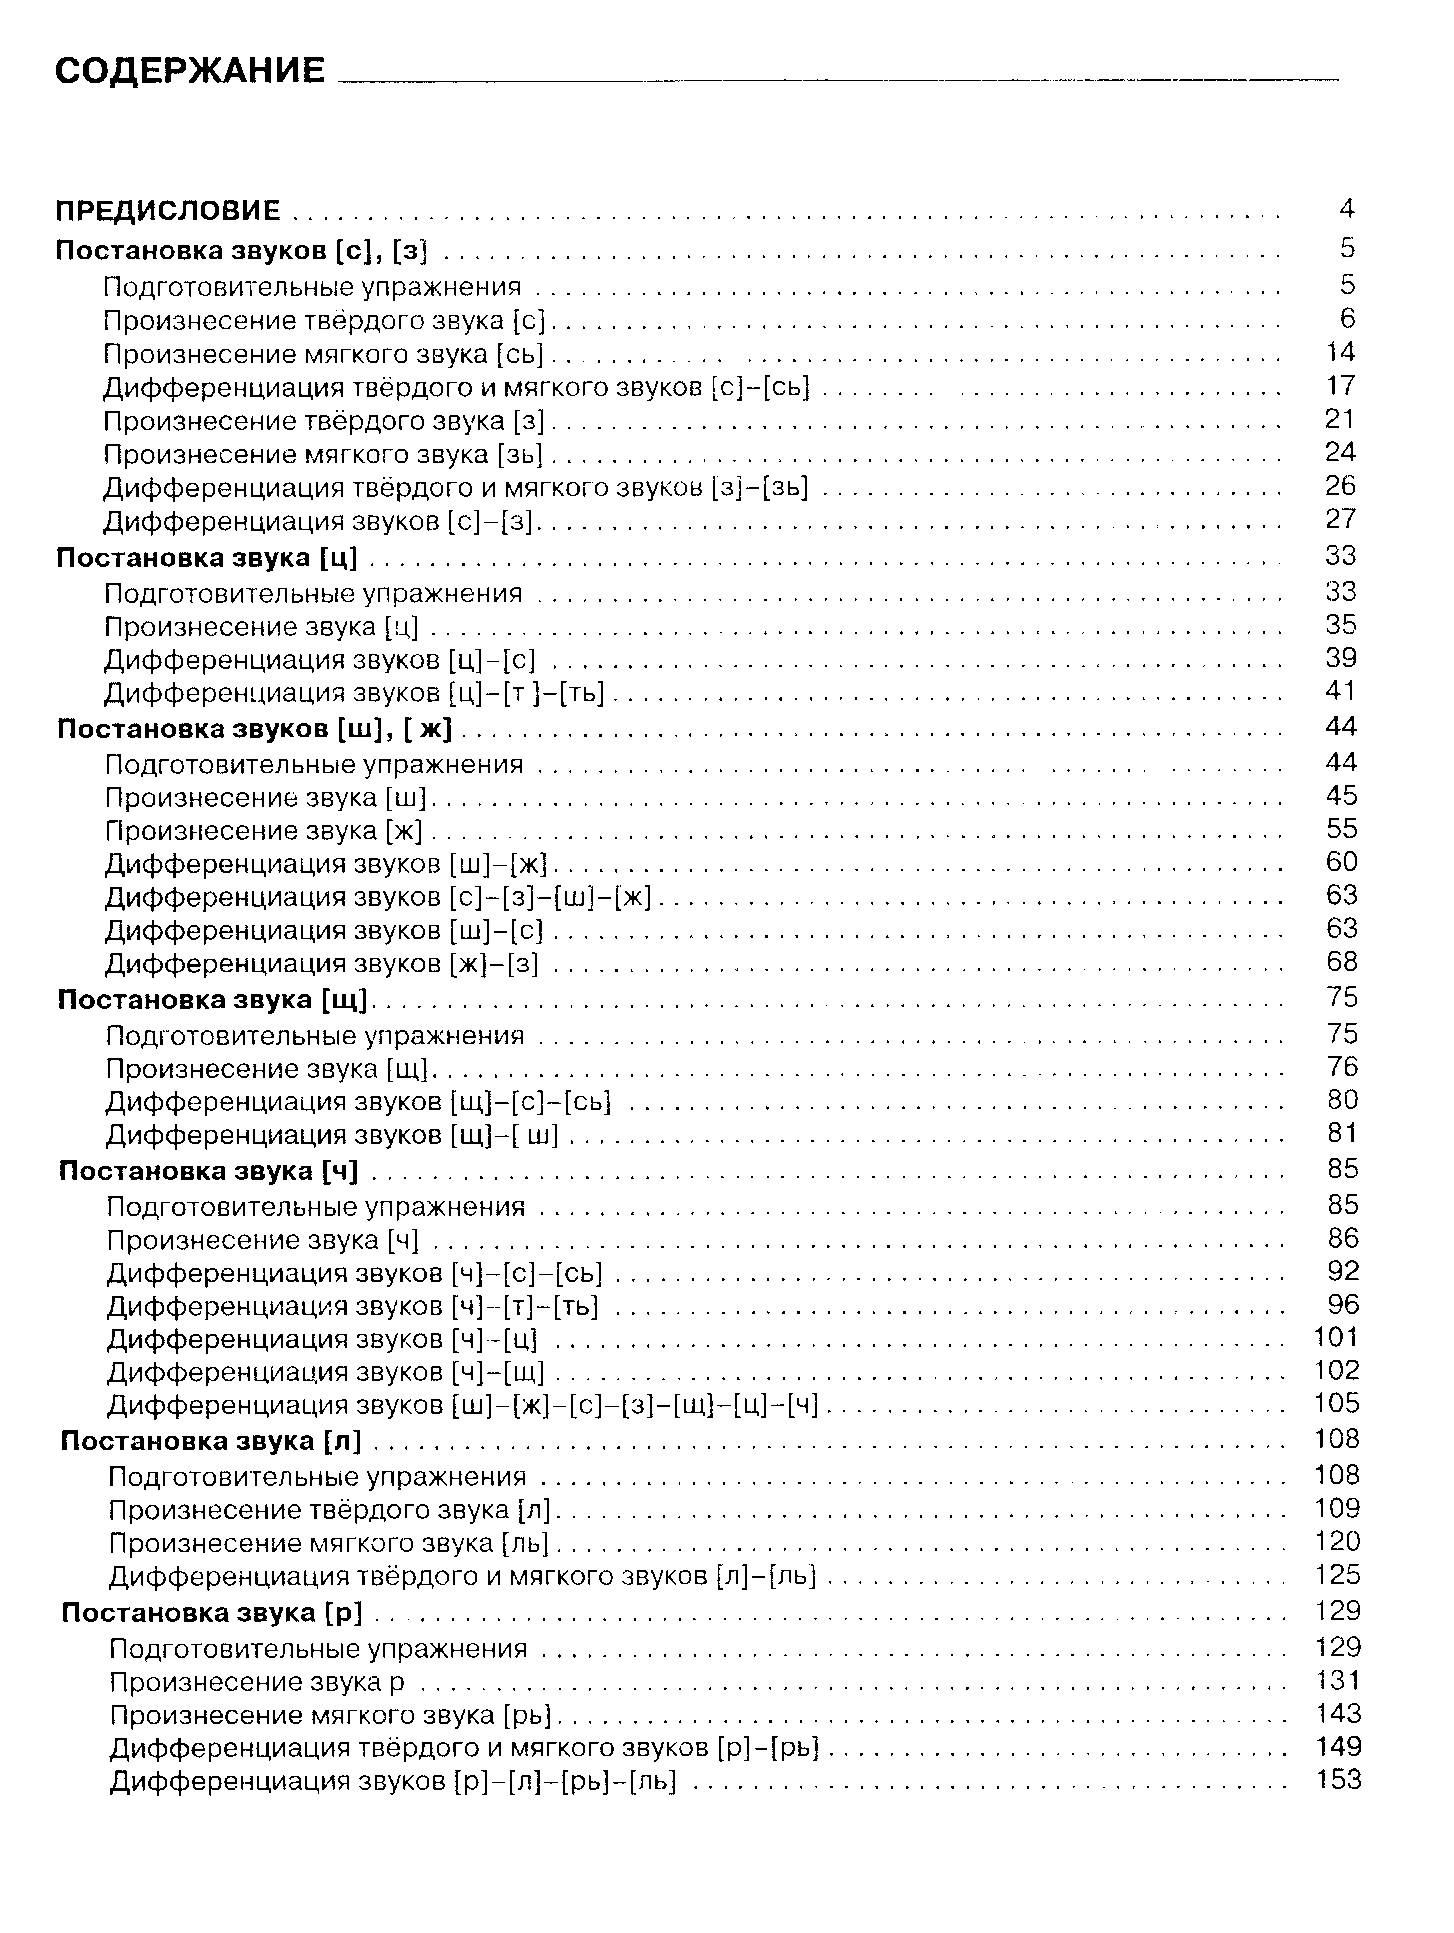 СОДЕРЖАНИЕ
ПРЕДИСЛОВИЕ 4
Постановка звуков [с], [з] 5
Подготовительные упражнения 5
Произнесение твёрдого звука [с] 6
Произнесение мягкого звука [сь] 14
Дифференциация твёрдого и мягкого звуков [с]–[сь] 17
Произнесение твёрдого звука [з] 21
Произнесение мягкого звука [зь] 24
Дифференциация твёрдого и мягкого звуков [з]–[зь] 26
Дифференциация звуков [с]–[з] 27
Постановка звука [ц] 33
Подготовительные упражнения 33
Произнесение звука [ц] 35
Дифференциация звуков [ц]–[с] 39
Дифференциация звуков [ц]–[т ]–[ть] 41
Постановка звуков [ш], [ ж] 44
Подготовительные упражнения 44
Произнесение звука [ш] 45
Произнесение звука [ж] 55
Дифференциация звуков [ш]–[ж] 60
Дифференциация звуков [с]–[з]–[ш]–[ж] 63
Дифференциация звуков [ш]–[с] 63
Дифференциация звуков [ж]–[з] 68
Постановка звука [щ] 75
Подготовительные упражнения 75
Произнесение звука [щ] 76
Дифференциация звуков [щ]–[с]–[сь] 80
Дифференциация звуков [щ]–[ ш] 81
Постановка звука [ч] 85
Подготовительные упражнения 85
Произнесение звука [ч] 86
Дифференциация звуков [ч]–[с]–[сь] 92
Дифференциация звуков [ч]–[т]–[ть] 96
Дифференциация звуков [ч]–[ц] 101
Дифференциация звуков [ч]–[щ] 102
Дифференциация звуков [ш]–[ж]–[с]–[з]–[щ]–[ц]–[ч] 105
Постановка звука [л] 108
Подготовительные упражнения 108
Произнесение твёрдого звука [л] 109
Произнесение мягкого звука [ль] 120
Дифференциация твёрдого и мягкого звуков [л]–[ль] 125
Постановка звука [р] 129
Подготовительные упражнения 129
Произнесение звука р 131
Произнесение мягкого звука [рь] 143
Дифференциация твёрдого и мягкого звуков [р]–[рь] 149
Дифференциация звуков [р]–[л]–[рь]–[ль] 153